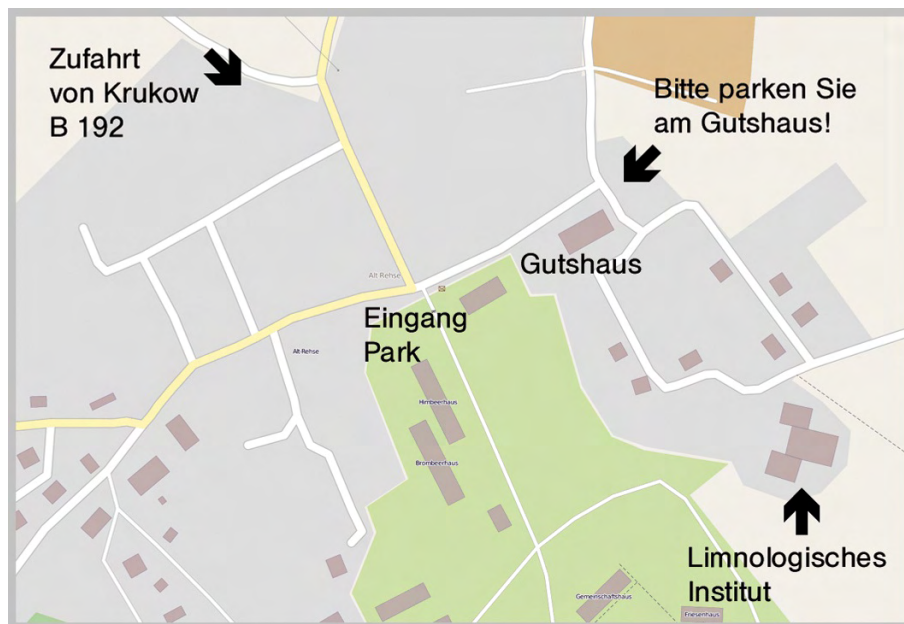 Zufahrt
von Krukow
B 192
Bitte parken Sie
am Gutshaus!
Gutshaus
Alt Rehse
Eingang
Park
Alt Rehse
Himbeerhaus
Brombeerhaus
Limnologisches
Institut
Gemeinschaftshaus
Friesenhaus